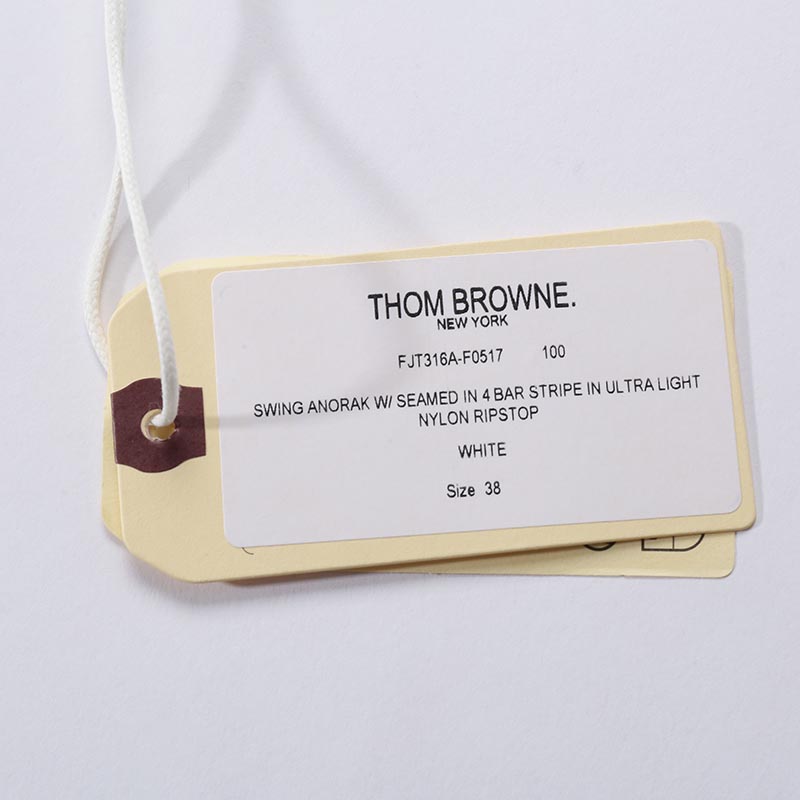 THOM BROWNE.
NEW YORK
FJT316A-F0517 100
SWING ANORAK W/ SEAMED IN 4 BAR STRIPE IN ULTRA LIGHT
NYLON RIPSTOP
WHITE
Size 38